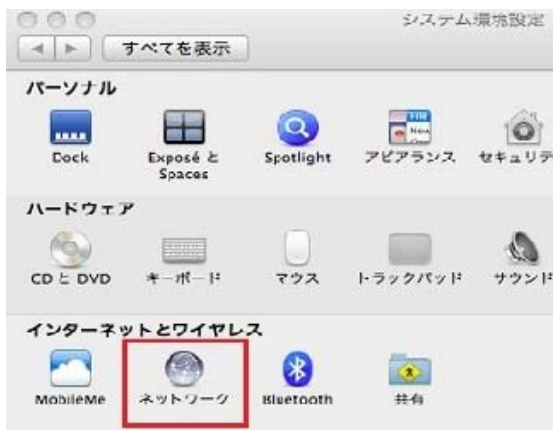 システム環境設定
すべてを表示
パーソナル
Dock
Exposé と
Spaces
Spotlight
アピアランス
セキュリテ
ハードウェア
CD と DVD
キーボード
マウス
トラックパッド
サウンド
インターネットとワイヤレス
MobileMe
ネットワーク
Bluetooth
共有